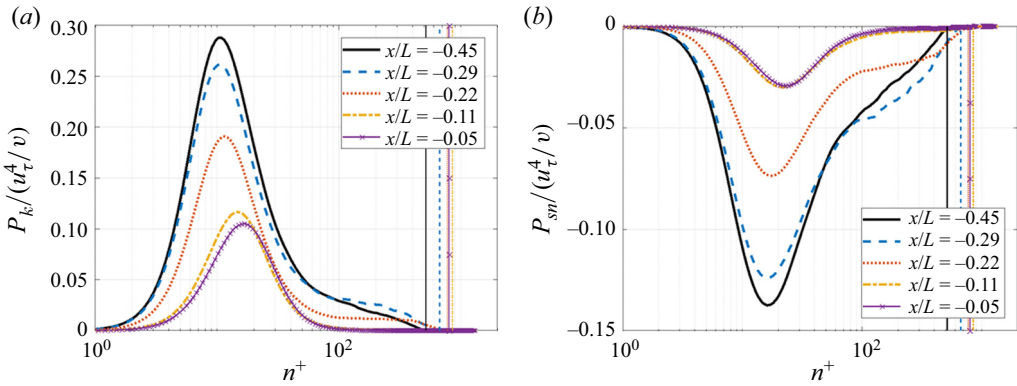 (a)
0.30
0.25
0.20
0.15
0.10
0.05
0
P_k/(u_τ^4/υ)
x/L = −0.45
x/L = −0.29
x/L = −0.22
x/L = −0.11
x/L = −0.05
10^0
10^2
n^+
(b)
0
−0.05
−0.10
−0.15
P_sn/(u_τ^4/υ)
x/L = −0.45
x/L = −0.29
x/L = −0.22
x/L = −0.11
x/L = −0.05
10^0
10^2
n^+